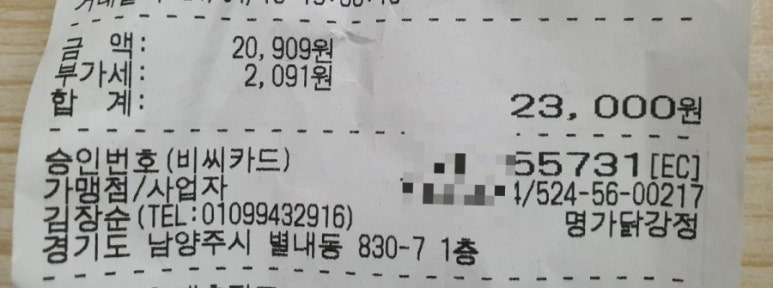 금 액: 20,909원
부가세: 2,091원
합 계: 23,000원
승인번호(비씨카드) 55731[EC]
가맹점/사업자 /524-56-00217
김장순(TEL:01099432916) 명가닭강정
경기도 남양주시 별내동 830-7 1층